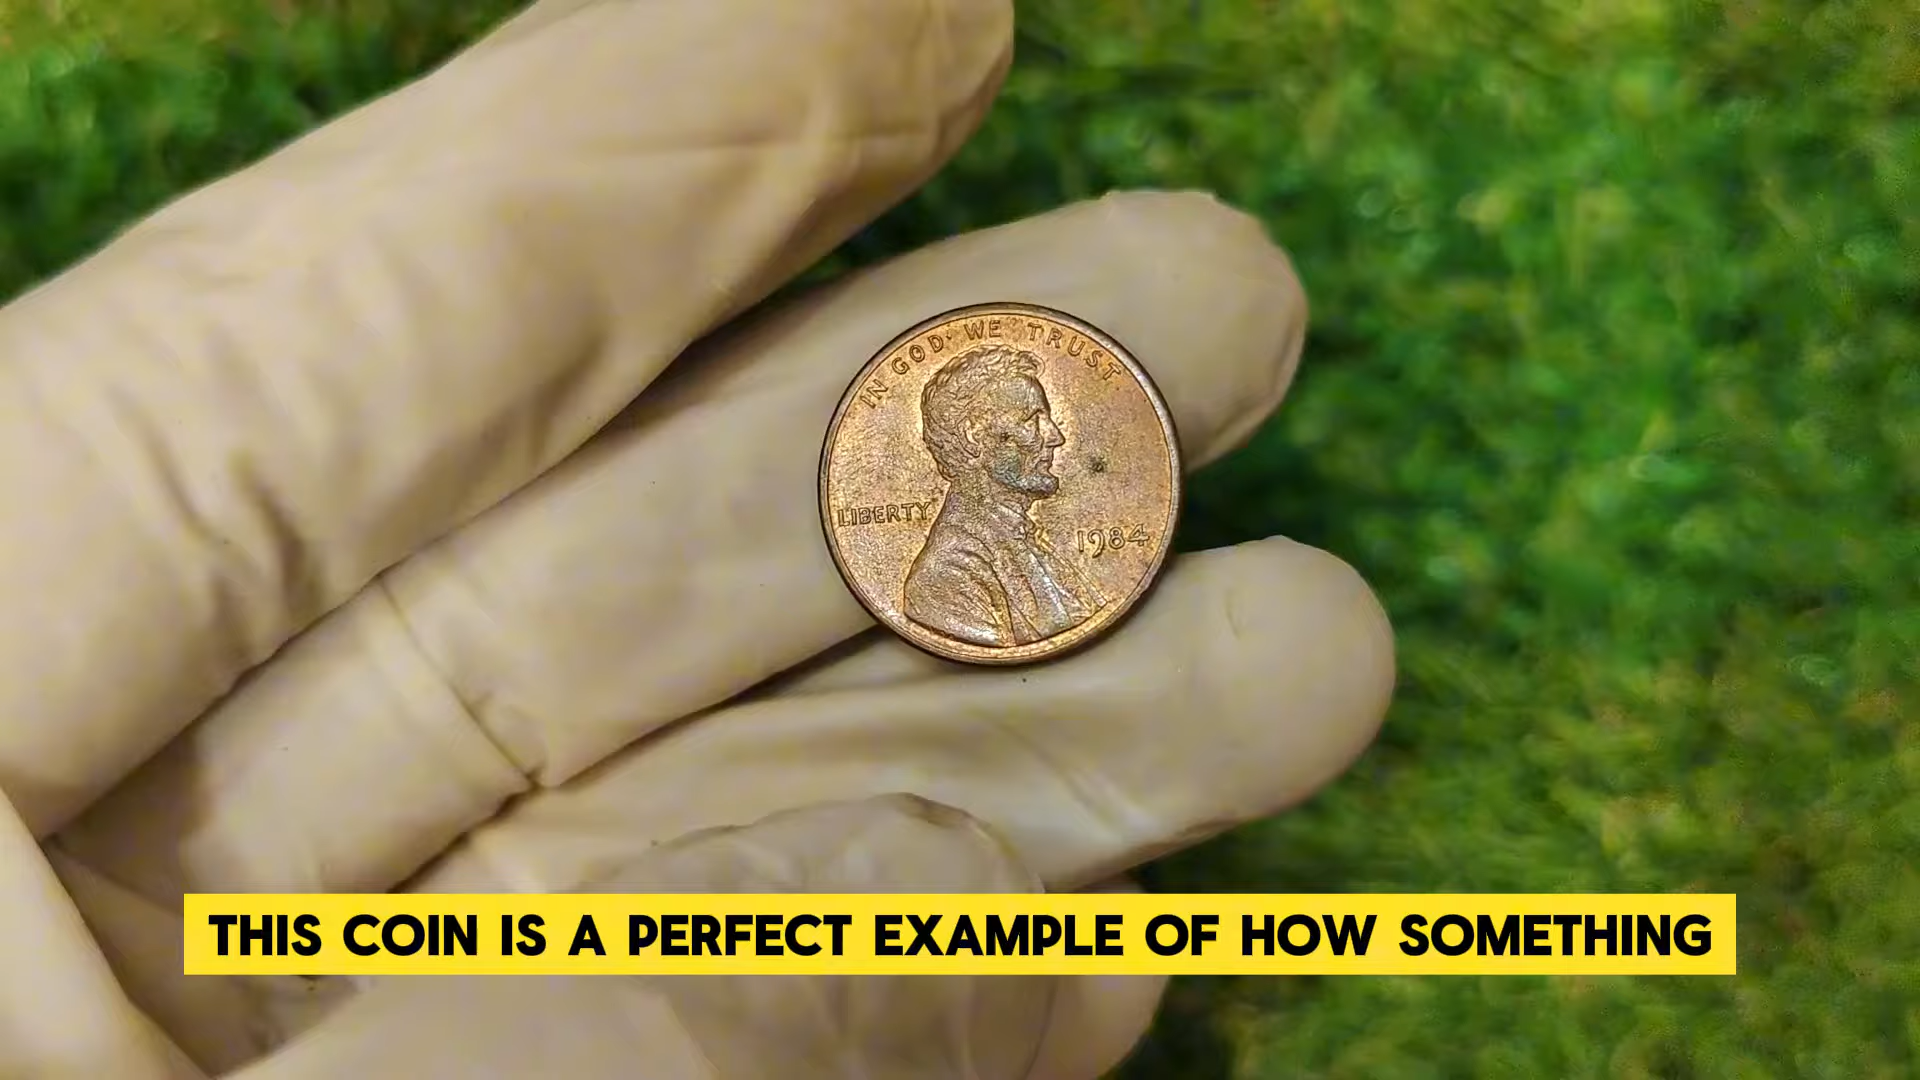 IN GOD WE TRUST
LIBERTY
1984
THIS COIN IS A PERFECT EXAMPLE OF HOW SOMETHING